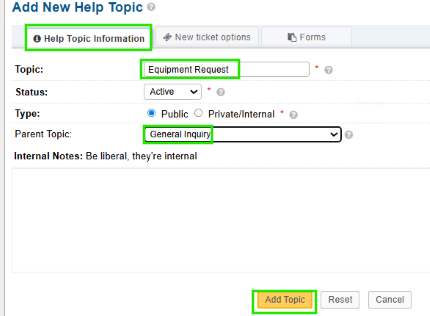 Add New Help Topic
Help Topic Information
New ticket options
Forms
Topic: Equipment Request *
Status: Active *
Type: Public Private/Internal *
Parent Topic: General Inquiry
Internal Notes: Be liberal, they're internal
Add Topic Reset Cancel